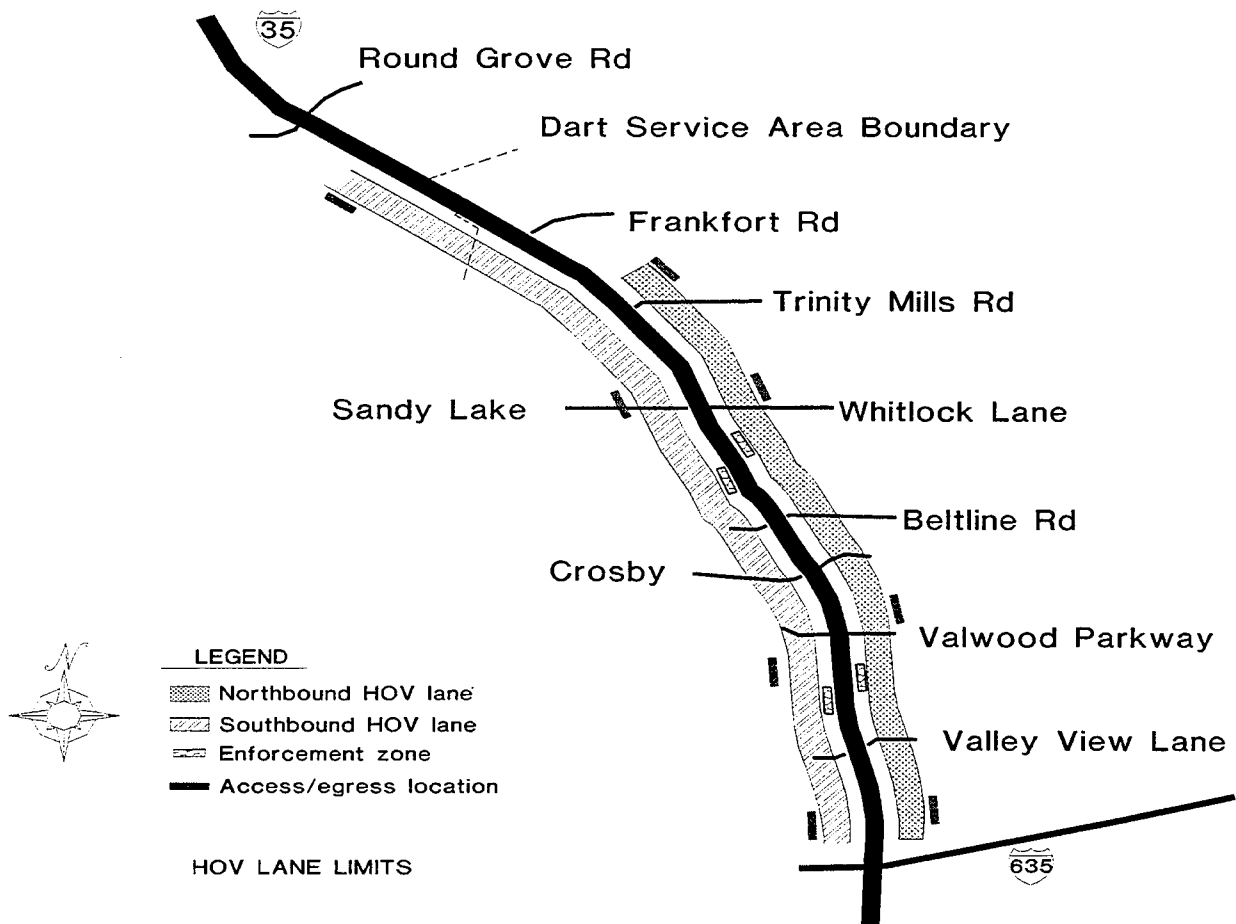 35
Round Grove Rd
Dart Service Area Boundary
Frankfort Rd
Trinity Mills Rd
Sandy Lake
Whitlock Lane
Beltline Rd
Crosby
Valwood Parkway
N
LEGEND
Northbound HOV lane
Southbound HOV lane
Enforcement zone
Access/egress location
Valley View Lane
HOV LANE LIMITS
635